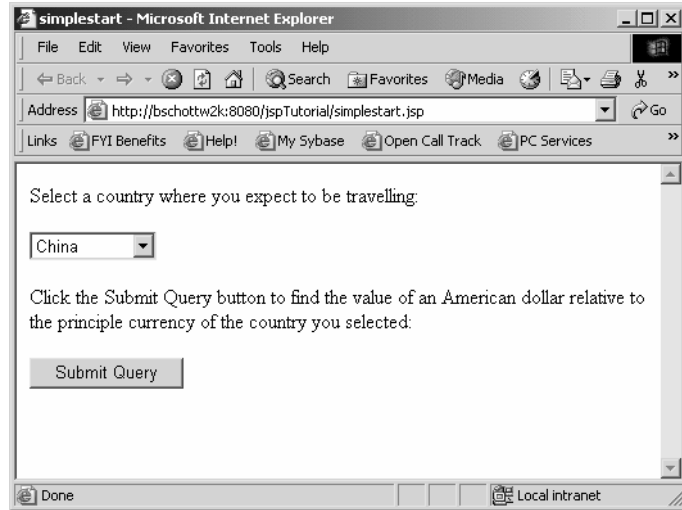 simplestart - Microsoft Internet Explorer
File Edit View Favorites Tools Help
Back Search Favorites Media »
Address http://bschottw2k:8080/jspTutorial/simplestart.jsp Go
Links FYI Benefits Help! My Sybase Open Call Track PC Services »
Select a country where you expect to be travelling:
China
Click the Submit Query button to find the value of an American dollar relative to
the principle currency of the country you selected:
Submit Query
Done Local intranet